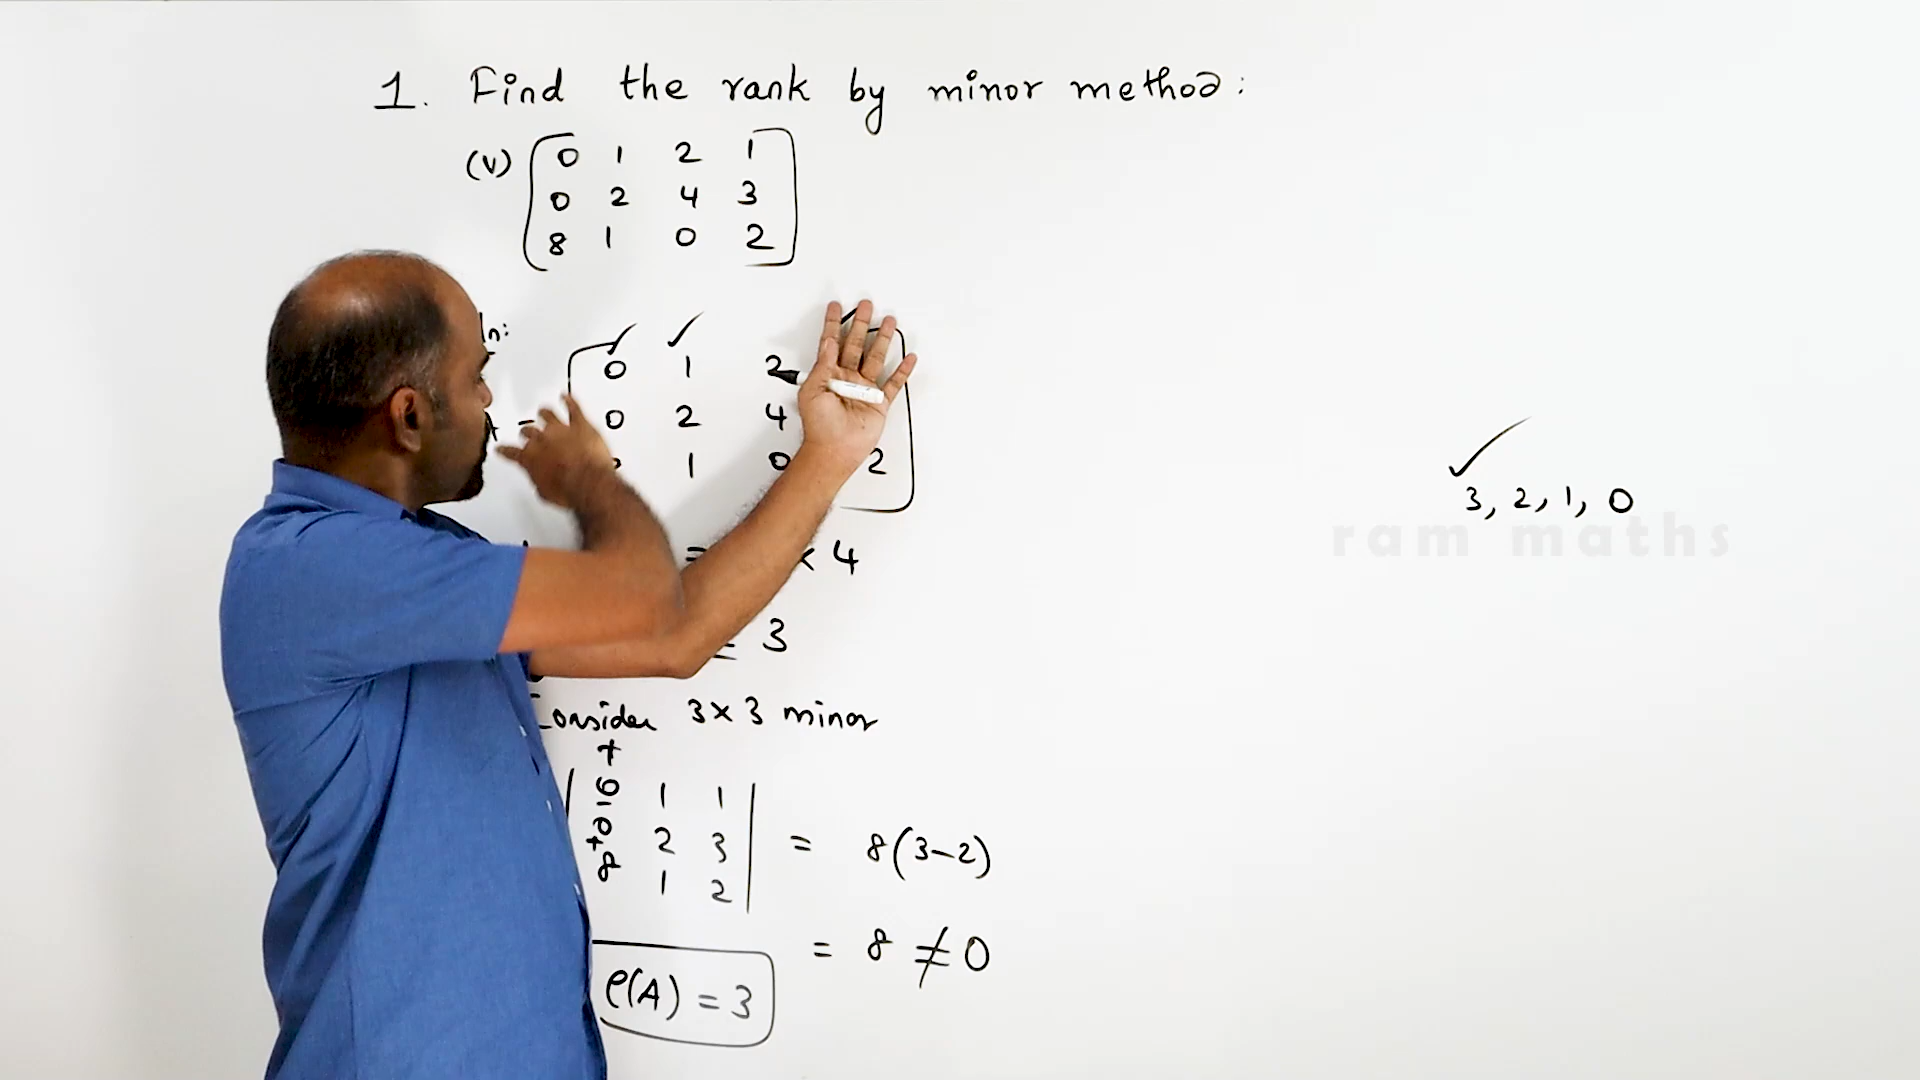 1. Find the rank by minor method:
(v) 0 1 2 1
0 2 4 3
8 1 0 2
ln:
✓ ✓
0 1 2
0 2 4
1 0 2
= × 4
3
Consider 3×3 minor
+
0 1 1
-
0 2 3 = 8(3-2)
+
8 1 2
= 8 ≠ 0
ρ(A) = 3
✓
3, 2, 1, 0
ram maths